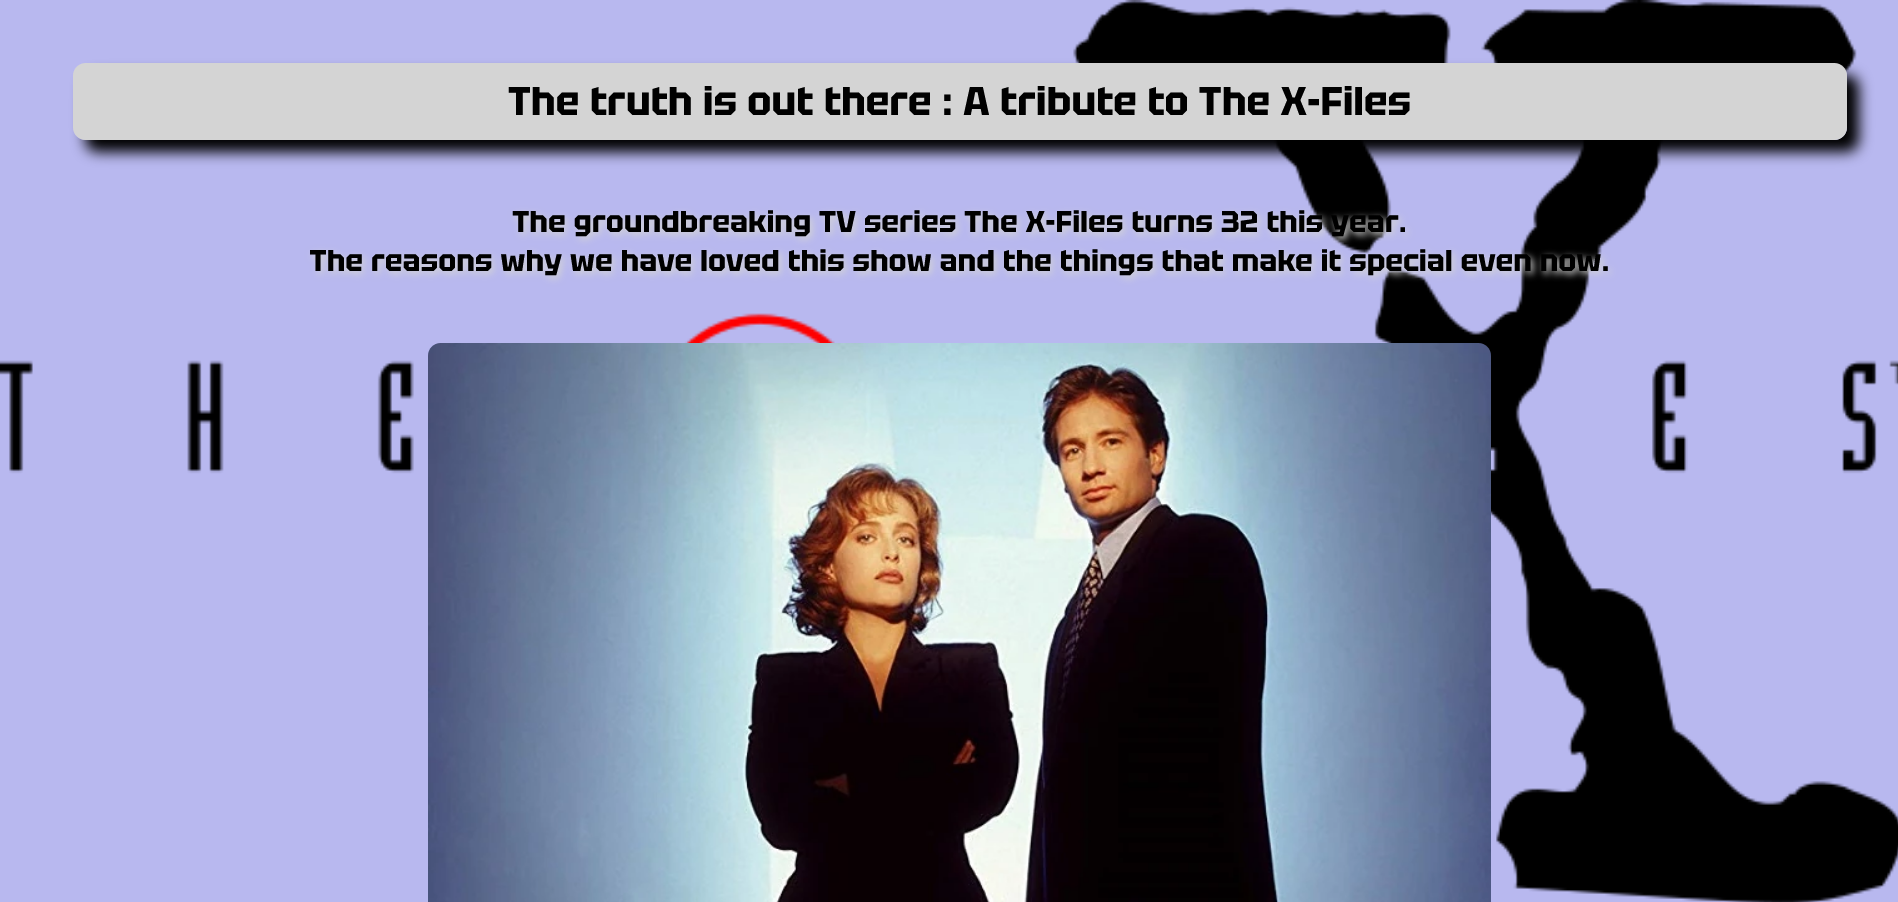 The truth is out there : A tribute to The X-Files
The groundbreaking TV series The X-Files turns 32 this year.
The reasons why we have loved this show and the things that make it special even now.
T H E E S